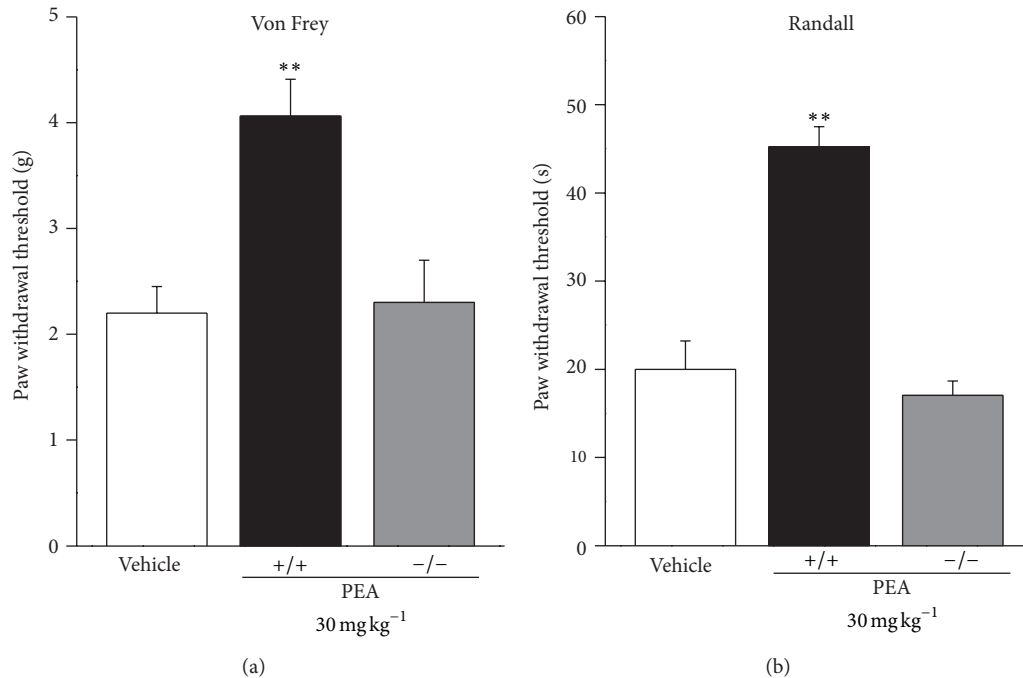 Von Frey
**
Paw withdrawal threshold (g)
5
4
3
2
1
0
Vehicle
+/+
−/−
PEA
30 mg kg⁻¹
(a)
Randall
**
Paw withdrawal threshold (s)
60
50
40
30
20
10
0
Vehicle
+/+
−/−
PEA
30 mg kg⁻¹
(b)